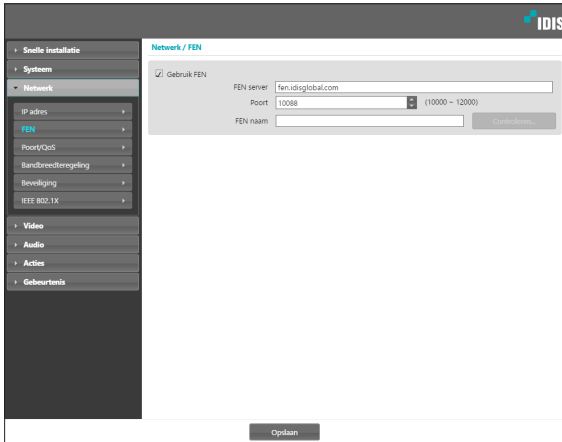 IDIS
Snelle installatie
Systeem
Netwerk
IP adres
FEN
Poort/QoS
Bandbreedteregeling
Beveiliging
IEEE 802.1X
Video
Audio
Acties
Gebeurtenis
Netwerk / FEN
Gebruik FEN
FEN server fen.idisglobal.com
Poort 10088 (10000 ~ 12000)
FEN naam Controleren...
Opslaan